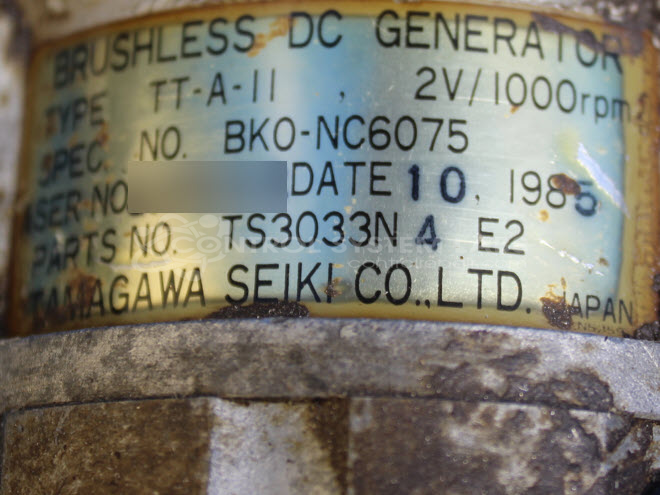 BRUSHLESS DC GENERATOR
TYPE TT-A-11 , 2V/1000rpm
SPEC. NO. BKO-NC6075
SER NO. DATE 10, 1985
PARTS NO. TS3033N 4 E2
TAMAGAWA SEIKI CO., LTD. JAPAN